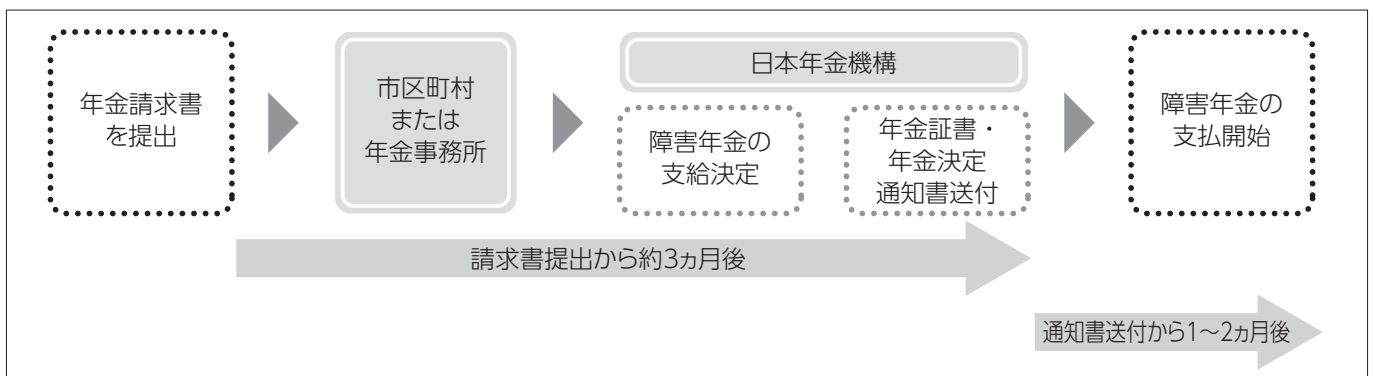 年金請求書
を提出
市区町村
または
年金事務所
日本年金機構
障害年金の
支給決定
年金証書・
年金決定
通知書送付
障害年金の
支払開始
請求書提出から約3ヵ月後
通知書送付から1～2ヵ月後